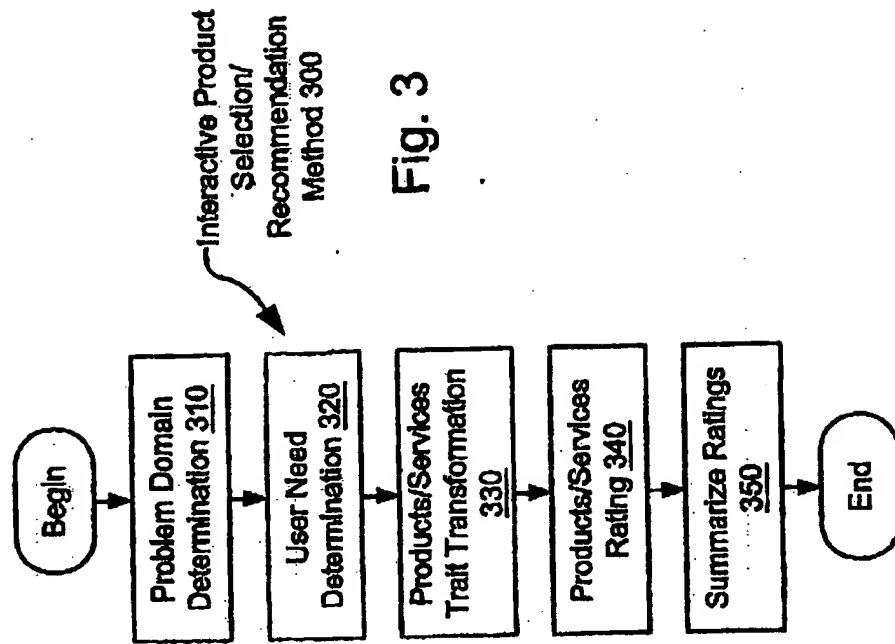 Begin
Problem Domain
Determination 310
User Need
Determination 320
Products/Services
Trait Transformation
330
Products/Services
Rating 340
Summarize Ratings
350
End
Interactive Product
Selection/
Recommendation
Method 300
Fig. 3